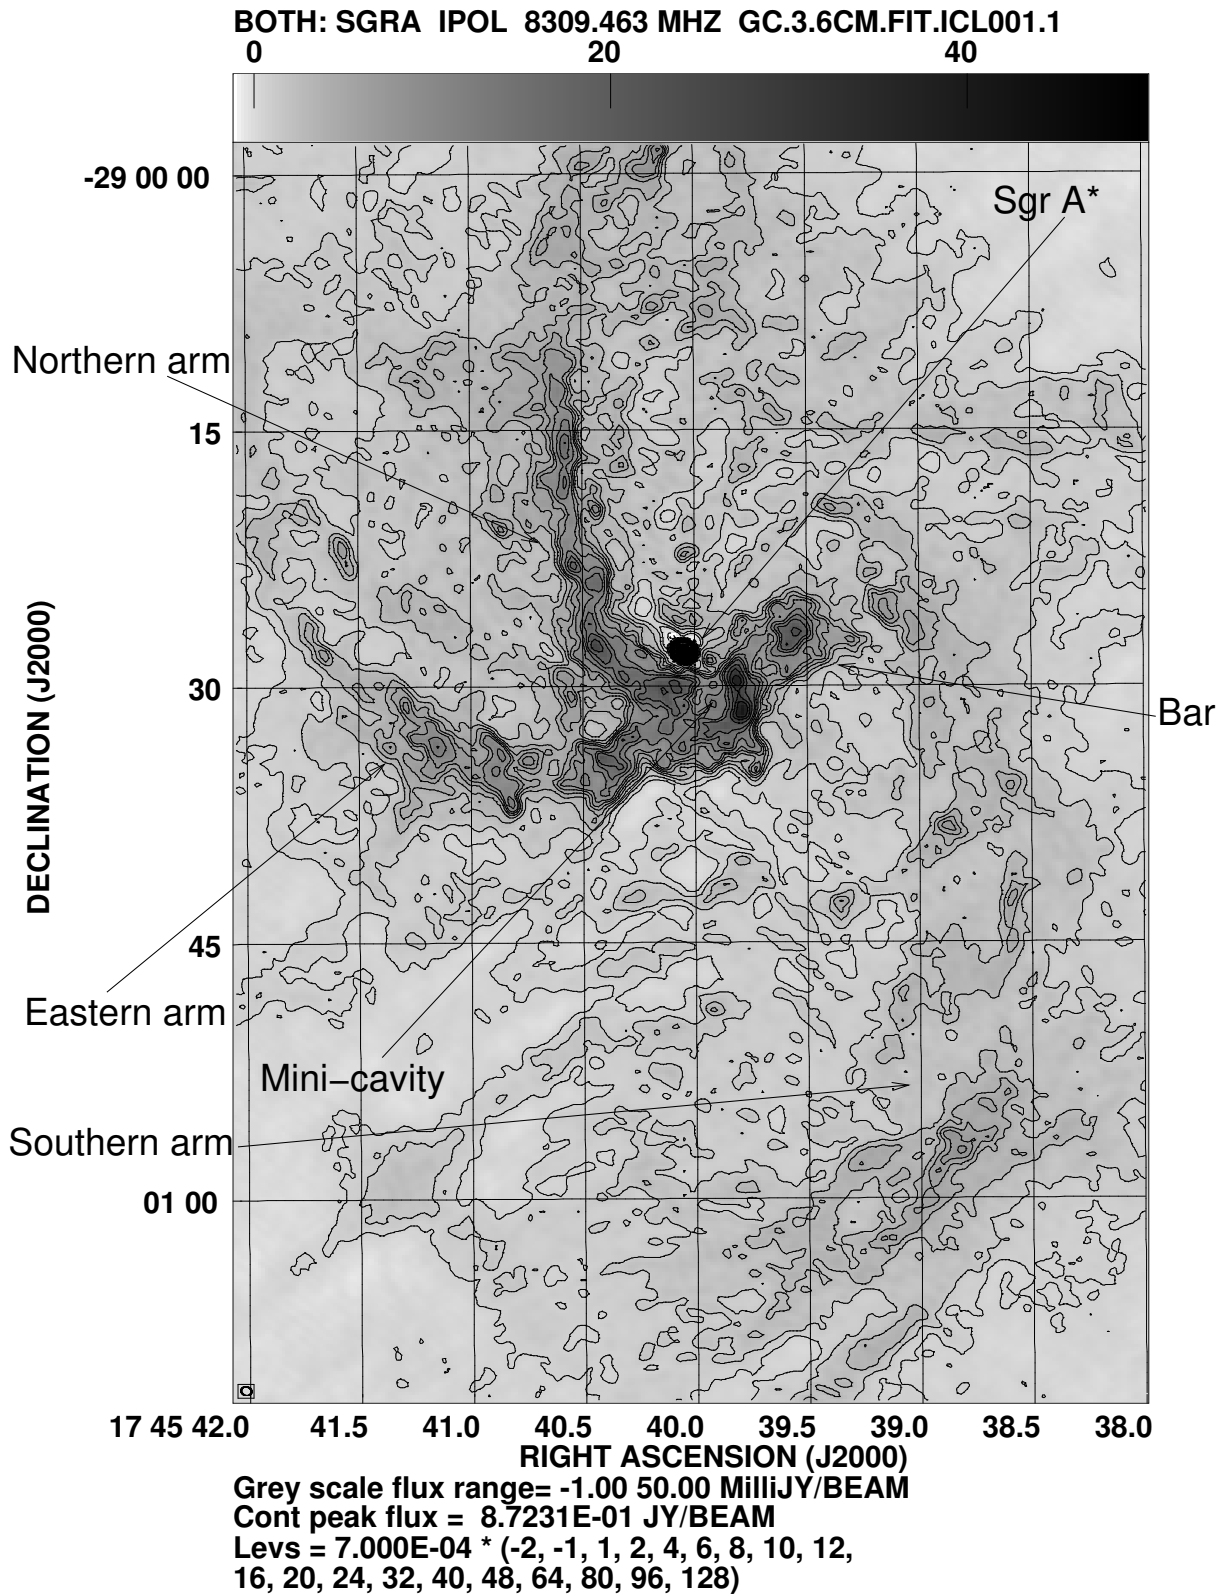 BOTH: SGRA IPOL 8309.463 MHZ GC.3.6CM.FIT.ICL001.1
0 20 40
-29 00 00
Sgr A*
Northern arm
15
30
Bar
DECLINATION (J2000)
45
Eastern arm
Mini−cavity
Southern arm
01 00
17 45 42.0 41.5 41.0 40.5 40.0 39.5 39.0 38.5 38.0
RIGHT ASCENSION (J2000)
Grey scale flux range= -1.00 50.00 MilliJY/BEAM
Cont peak flux = 8.7231E-01 JY/BEAM
Levs = 7.000E-04 * (-2, -1, 1, 2, 4, 6, 8, 10, 12,
16, 20, 24, 32, 40, 48, 64, 80, 96, 128)